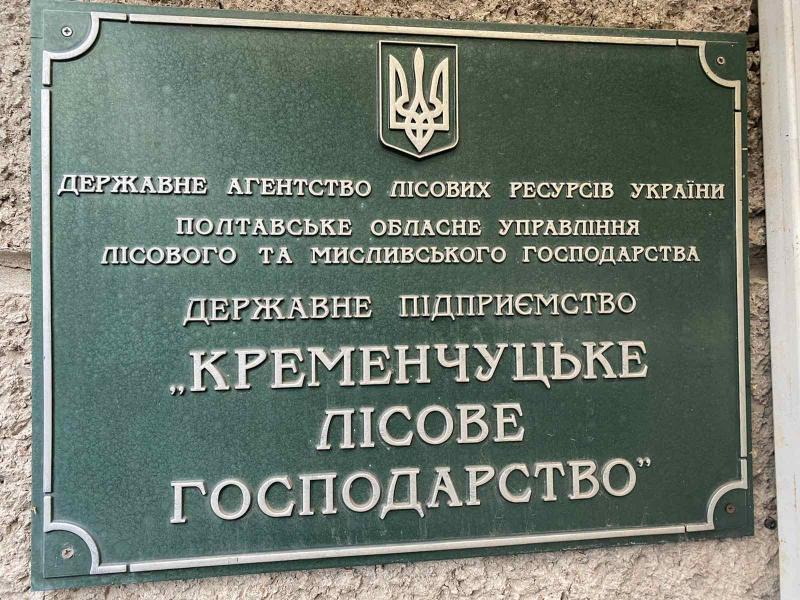 ДЕРЖАВНЕ АГЕНТСТВО ЛІСОВИХ РЕСУРСІВ УКРАЇНИ
ПОЛТАВСЬКЕ ОБЛАСНЕ УПРАВЛІННЯ
ЛІСОВОГО ТА МИСЛИВСЬКОГО ГОСПОДАРСТВА
ДЕРЖАВНЕ ПІДПРИЄМСТВО
„КРЕМЕНЧУЦЬКЕ
ЛІСОВЕ
ГОСПОДАРСТВО”